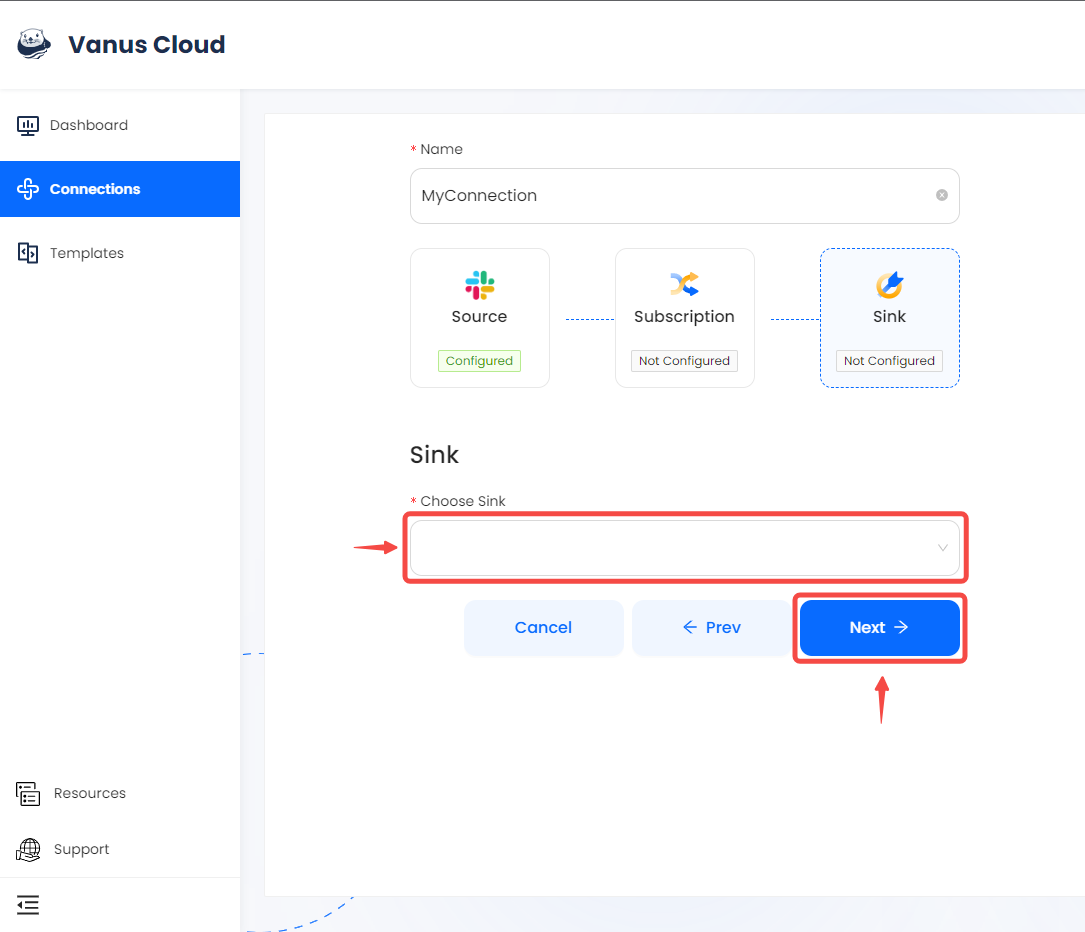 Vanus Cloud
Dashboard
Connections
Templates
* Name
MyConnection
Source
Subscription
Sink
Configured
Not Configured
Not Configured
Sink
* Choose Sink
Cancel
← Prev
Next →
Resources
Support